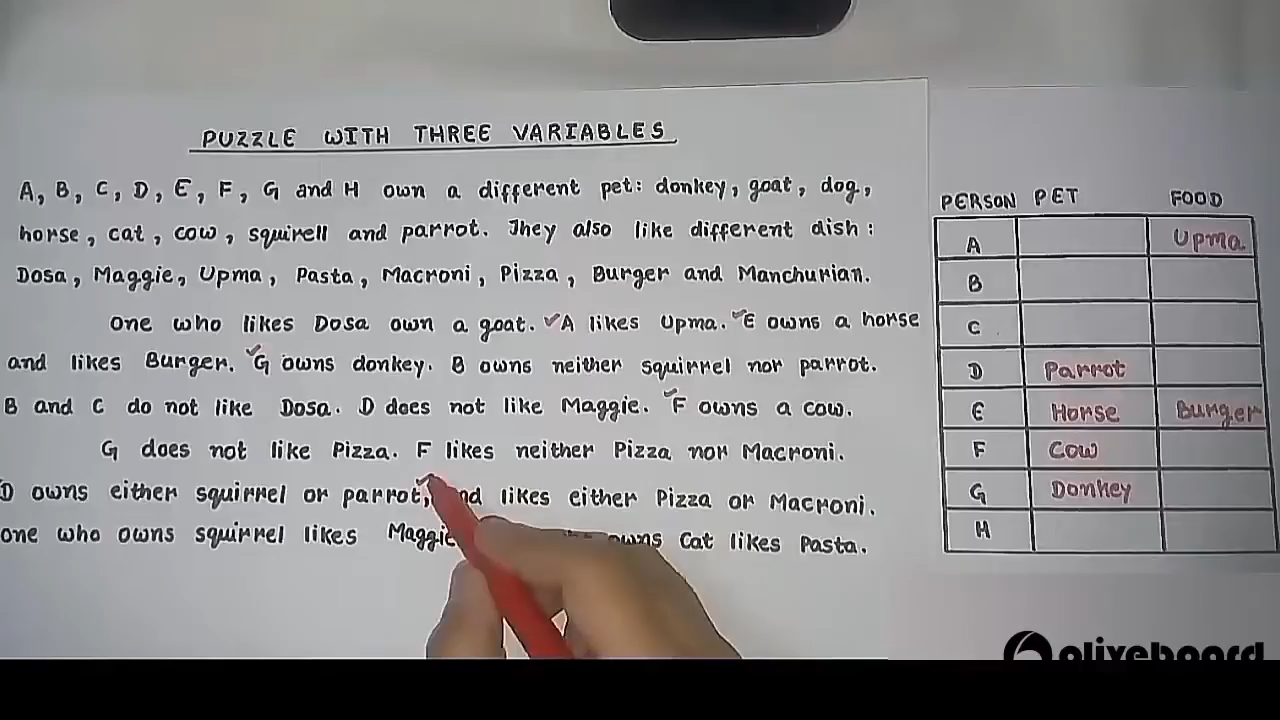 PUZZLE WITH THREE VARIABLES
A, B, C, D, E, F, G and H own a different pet: donkey, goat, dog,
horse, cat, cow, squirell and parrot. They also like different dish:
Dosa, Maggie, Upma, Pasta, Macroni, Pizza, Burger and Manchurian.
One who likes Dosa own a goat. A likes Upma. E owns a horse
and likes Burger. G owns donkey. B owns neither squirrel nor parrot.
B and C do not like Dosa. D does not like Maggie. F owns a cow.
G does not like Pizza. F likes neither Pizza nor Macroni.
D owns either squirrel or parrot, and likes either Pizza or Macroni.
one who owns squirrel likes Maggie owns Cat likes Pasta.
PERSON PET FOOD
A Upma
B
C
D Parrot
E Horse Burger
F Cow
G Donkey
H
oliveboard